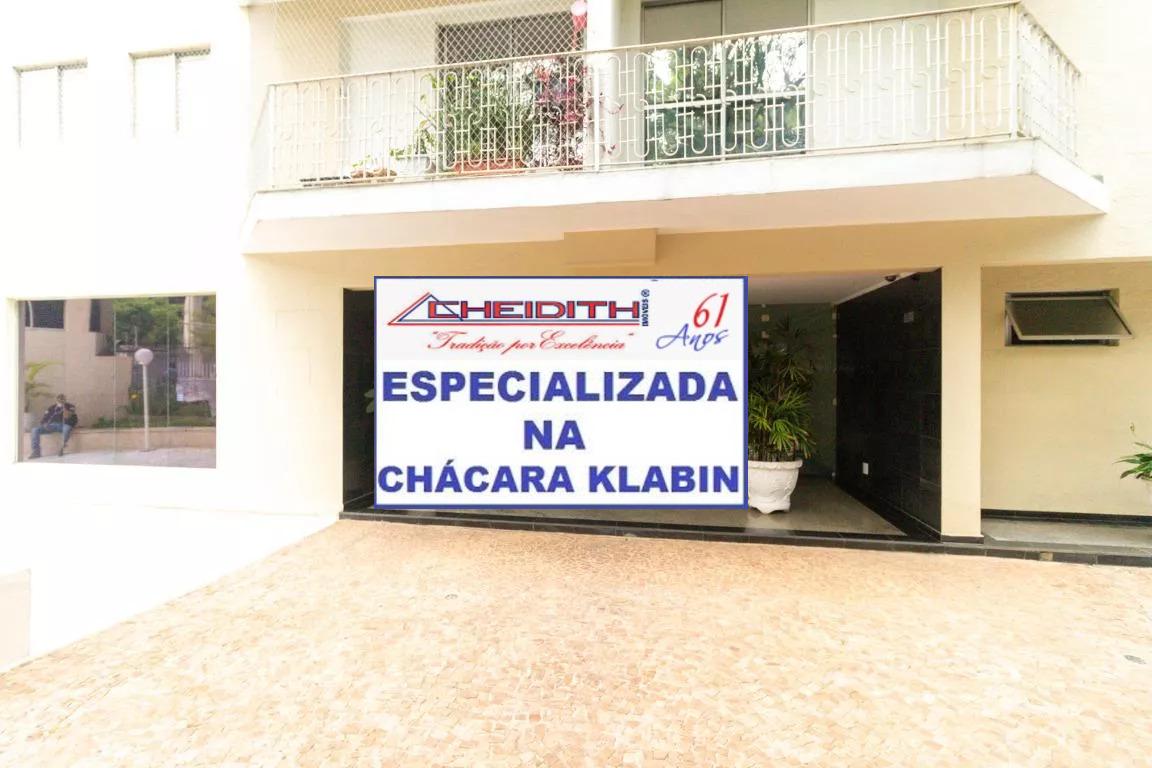 CHEIDITH IMÓVEIS ®
"Tradição por Excelência"
61
Anos
ESPECIALIZADA
NA
CHÁCARA KLABIN